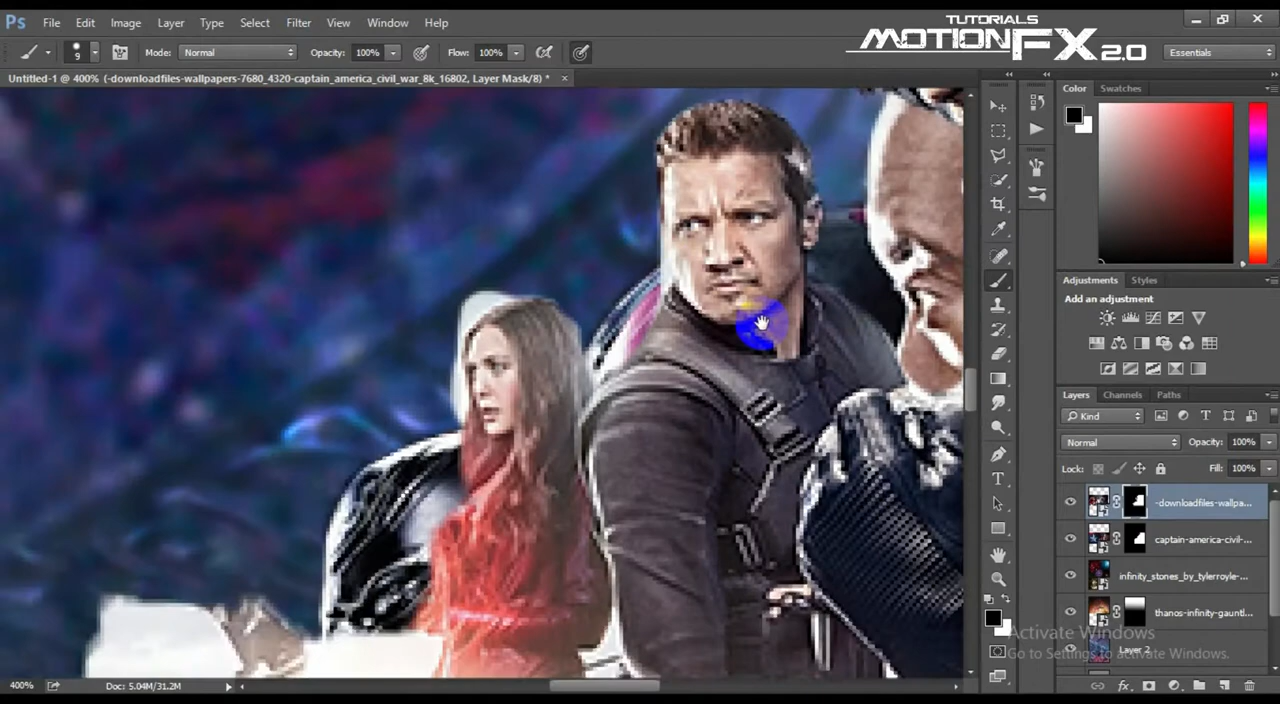 Ps File Edit Image Layer Type Select Filter View Window Help
TUTORIALS
MOTIONFX 2.0
9 Mode: Normal Opacity: 100% Flow: 100% Essentials
Untitled-1 @ 400% (-downloadfiles-wallpapers-7680_4320-captain_america_civil_war_8k_16802, Layer Mask/8) *
Color Swatches
Adjustments Styles
Add an adjustment
Layers Channels Paths
Kind
Normal Opacity: 100%
Lock: Fill: 100%
-downloadfiles-wallpa...
captain-america-civil-...
infinity_stones_by_tylerroyle-...
thanos-infinity-gauntl...
Layer 2
Activate Windows
Go to Settings to activate Windows.
400% Doc: 5.04M/31.2M